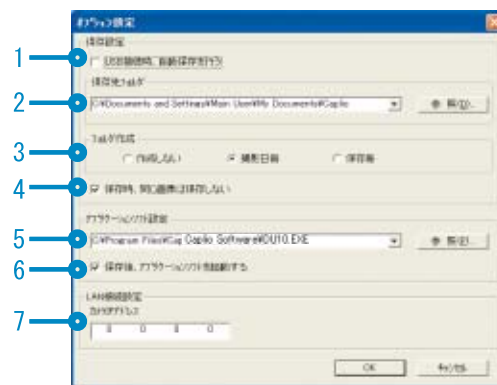 オプション設定
保存設定
1
USB接続時、自動保存を行う
保存先フォルダ
2
C:¥Documents and Settings¥Main User¥My Documents¥Caplio
参 照(D)...
フォルダ作成
3
作成しない
撮影日毎
保存毎
4
保存時、同じ画像は保存しない
アプリケーションソフト設定
5
C:¥Program Files¥Cap Caplio Software¥DU10.EXE
参 照(E)...
6
保存後、アプリケーションソフトを起動する
LAN接続設定
7
カメラIPアドレス
0 0 0 0
OK
キャンセル